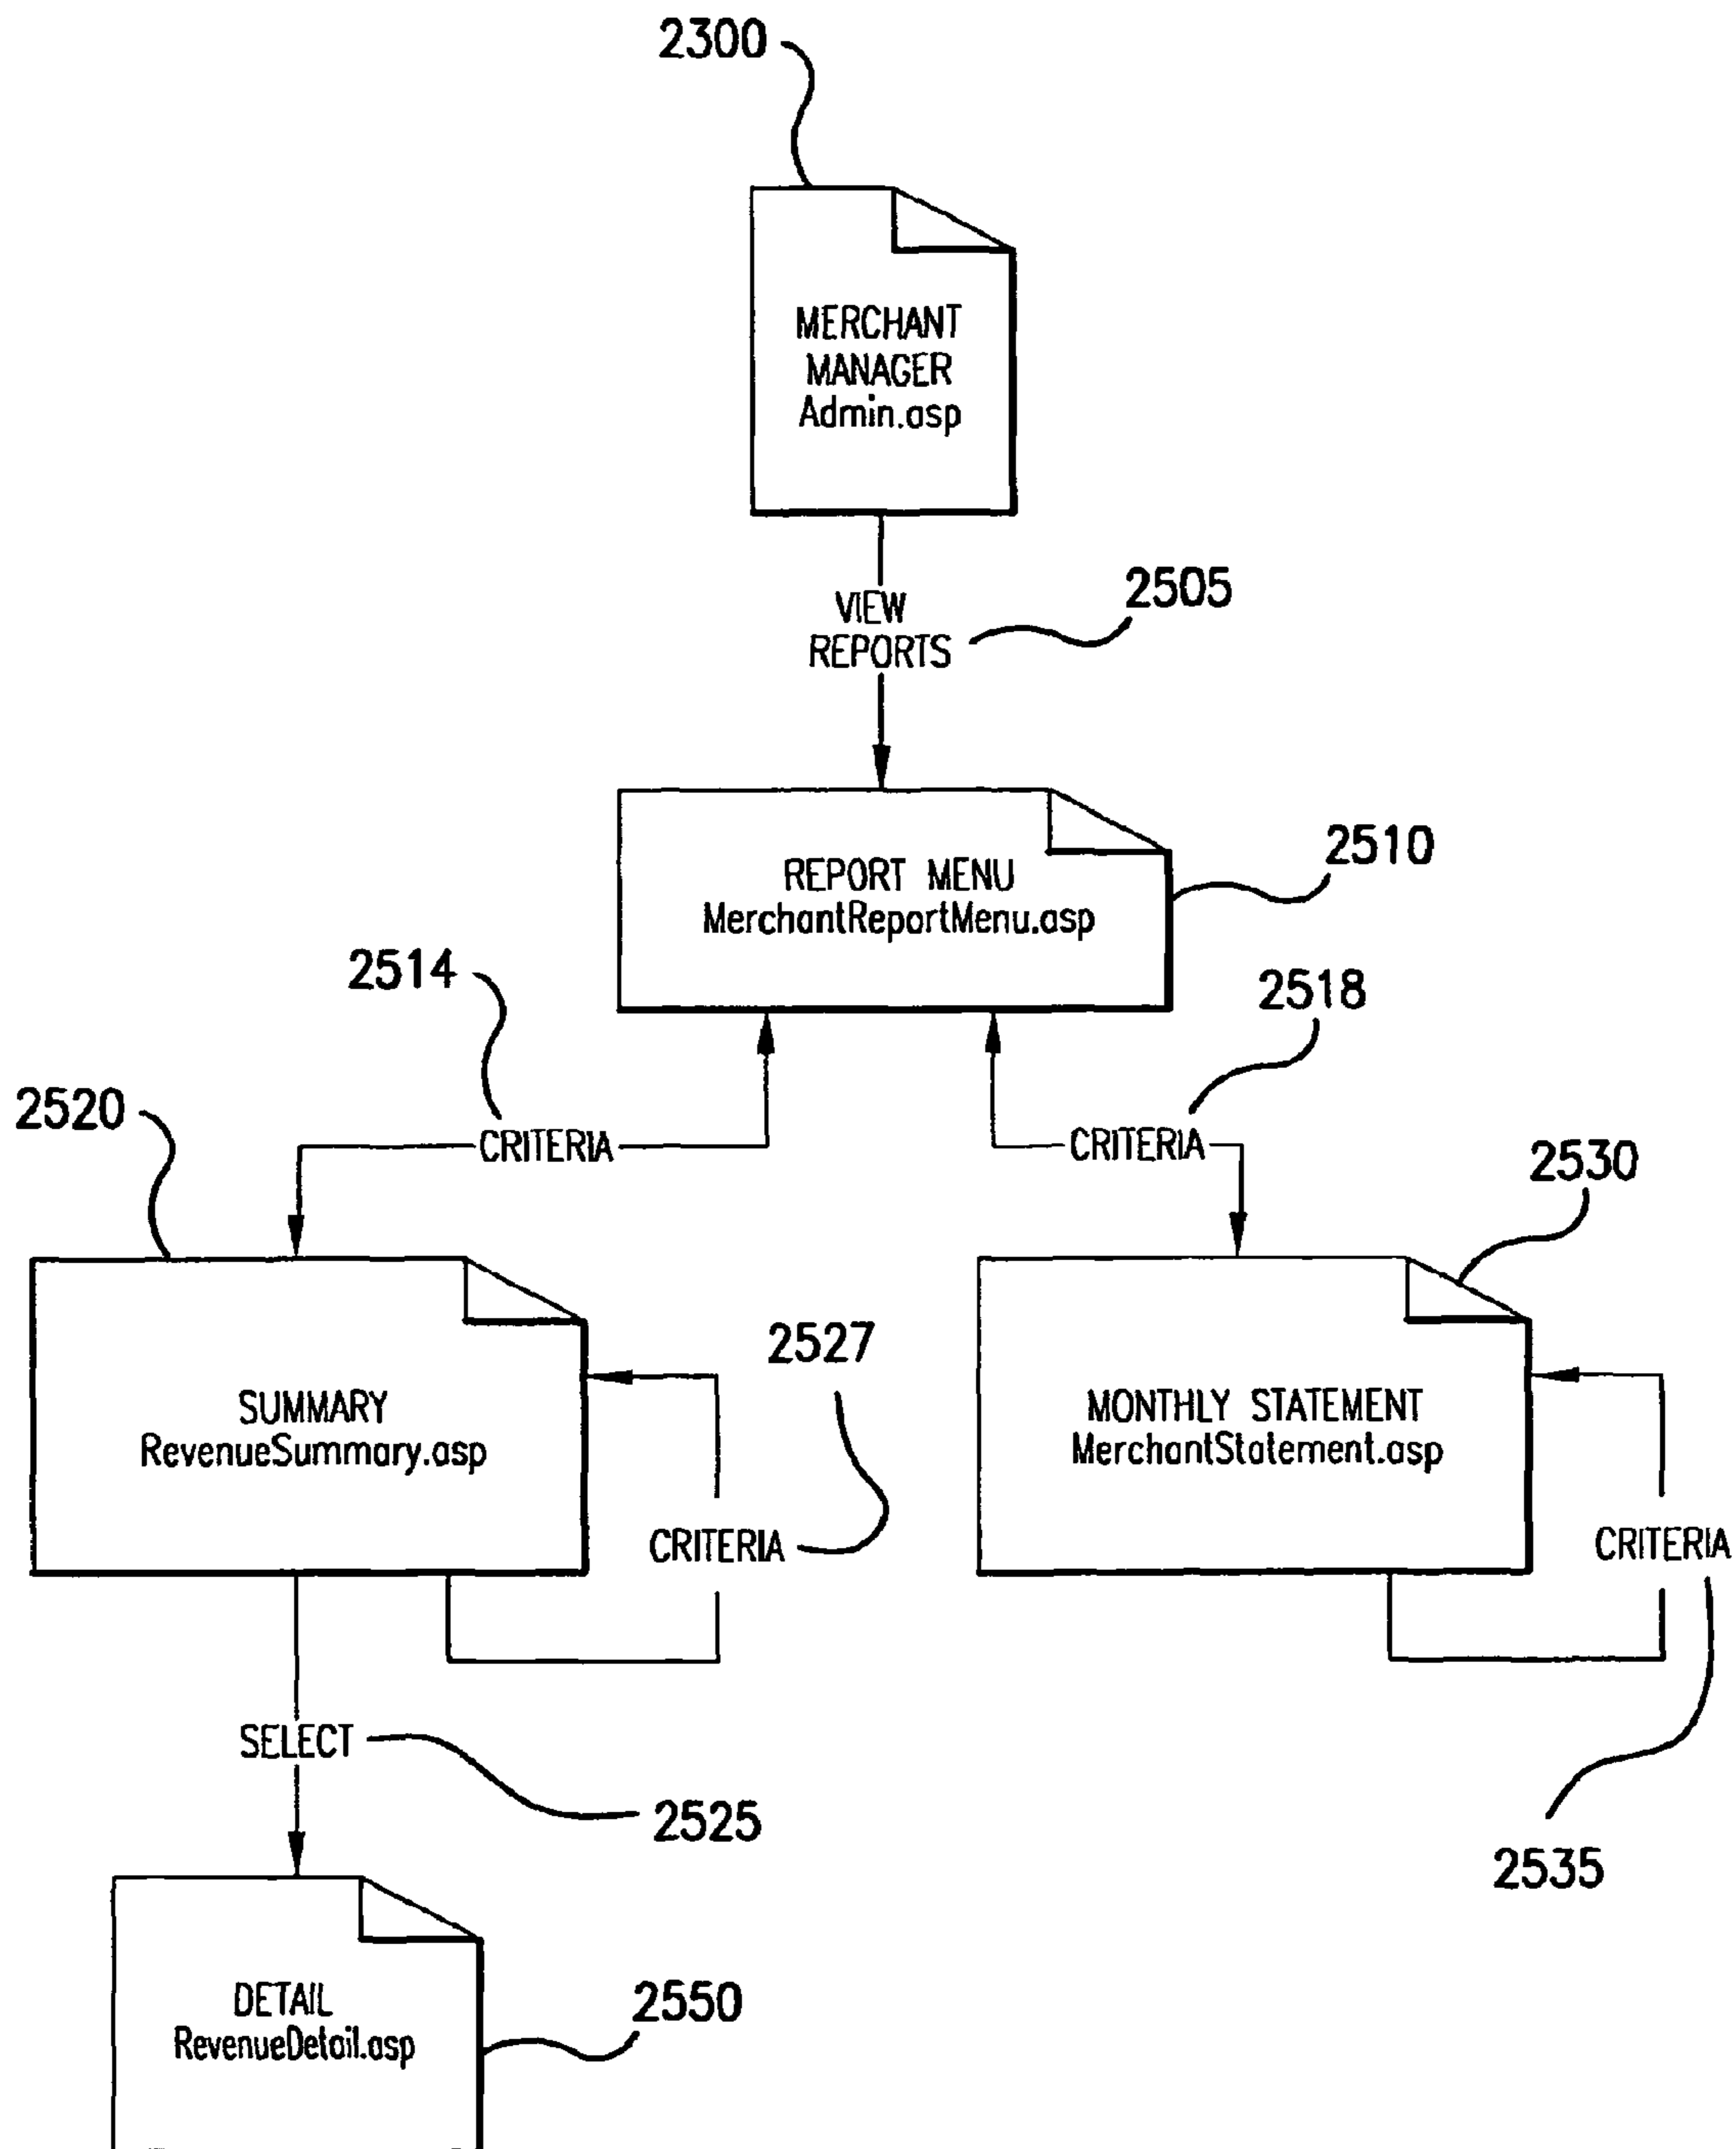 2300
MERCHANT
MANAGER
Admin.asp
VIEW
REPORTS
2505
REPORT MENU
MerchantReportMenu.asp
2510
2514
2518
CRITERIA
CRITERIA
2520
2530
SUMMARY
RevenueSummary.asp
2527
CRITERIA
MONTHLY STATEMENT
MerchantStatement.asp
CRITERIA
SELECT
2525
2535
DETAIL
RevenueDetail.asp
2550